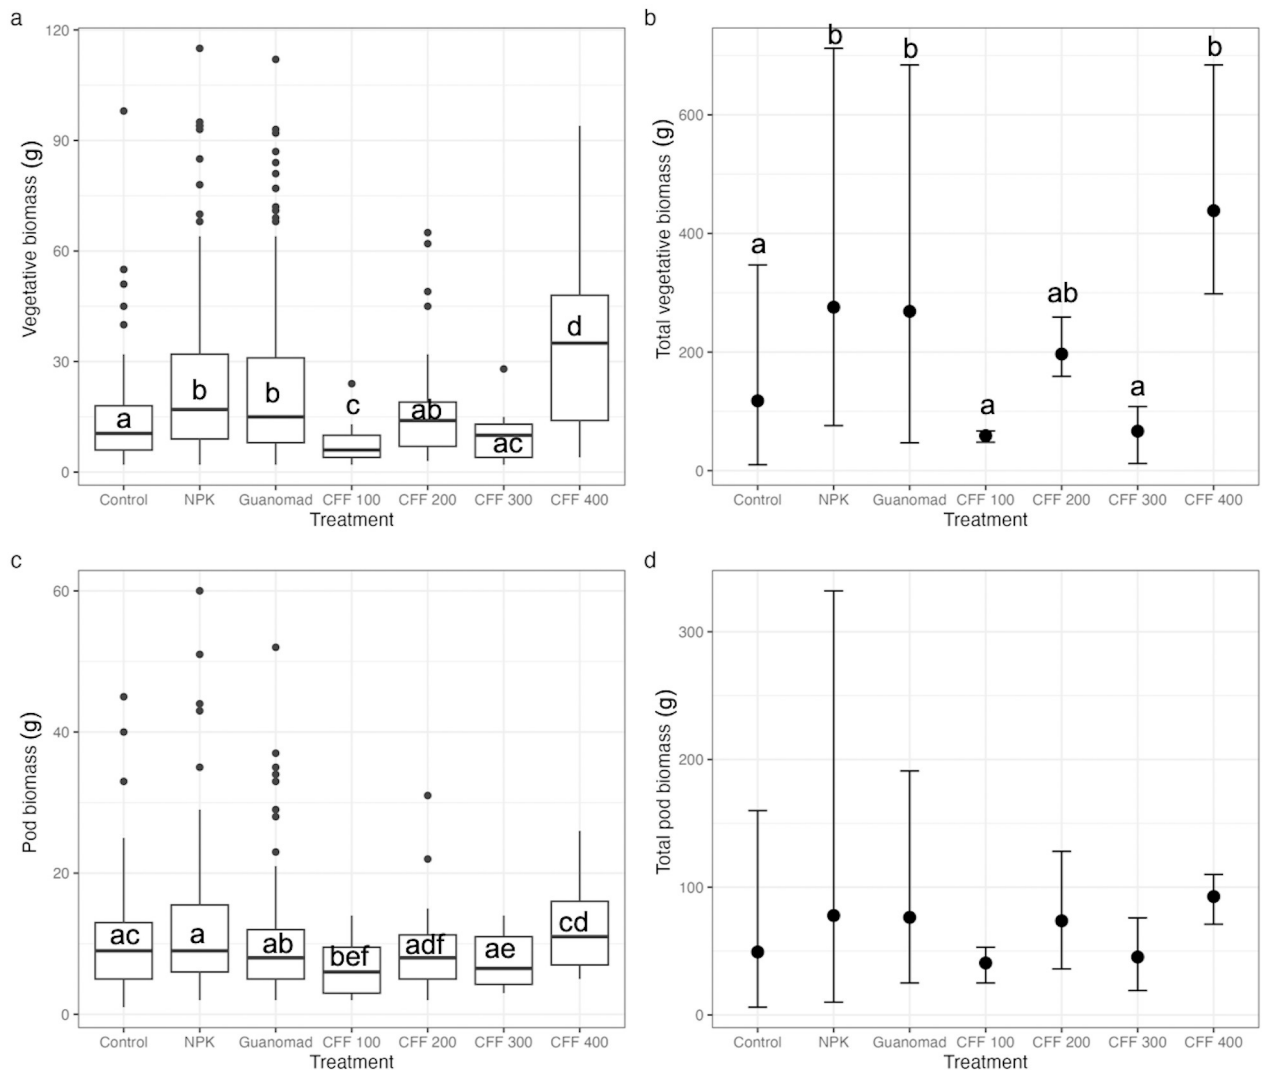 a
120
90
60
30
0
Vegetative biomass (g)
a
b
b
c
ab
ac
d
Control NPK Guanomad CFF 100 CFF 200 CFF 300 CFF 400
Treatment
b
600
400
200
0
Total vegetative biomass (g)
a
b
b
a
ab
a
b
Control NPK Guanomad CFF 100 CFF 200 CFF 300 CFF 400
Treatment
c
60
40
20
0
Pod biomass (g)
ac
a
ab
bef
adf
ae
cd
Control NPK Guanomad CFF 100 CFF 200 CFF 300 CFF 400
Treatment
d
300
200
100
0
Total pod biomass (g)
Control NPK Guanomad CFF 100 CFF 200 CFF 300 CFF 400
Treatment